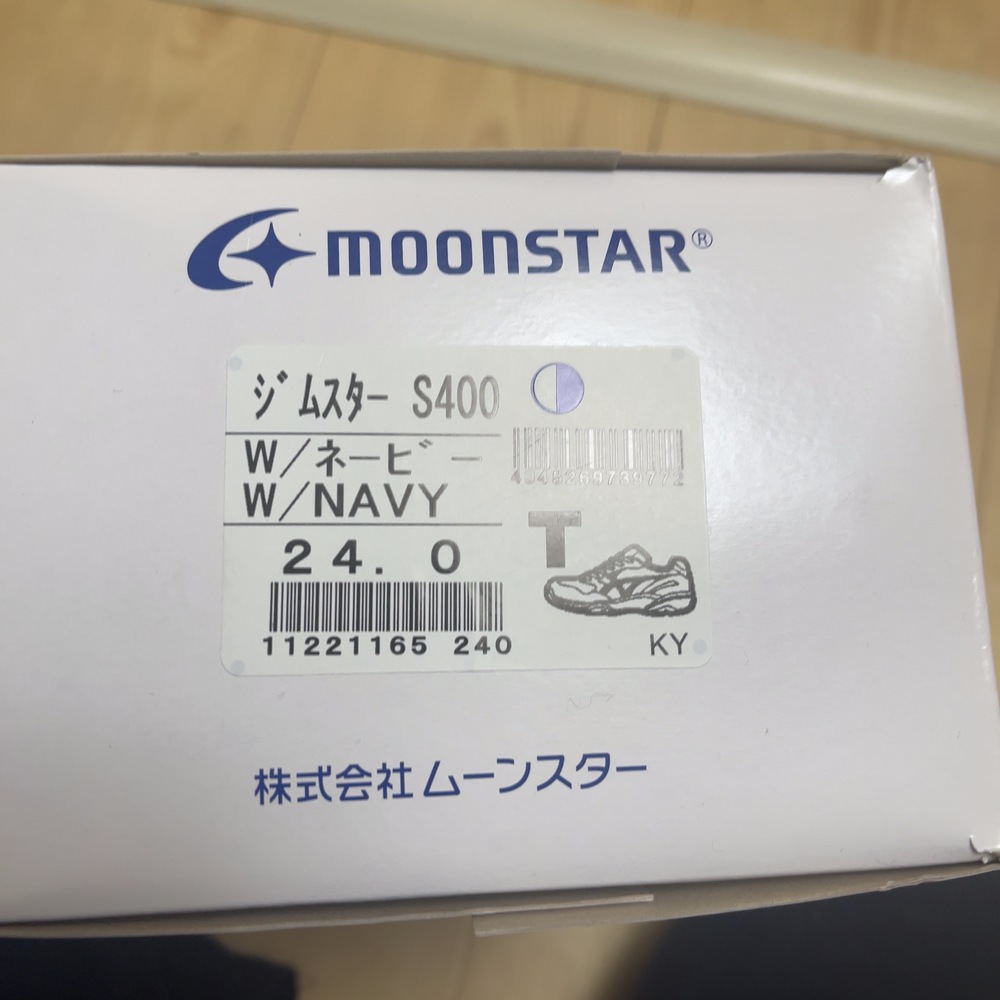 MOONSTAR®
ジムスター S400
W/ネービー
W/NAVY
24.0
11221165 240
4548269789772
T
KY
株式会社ムーンスター